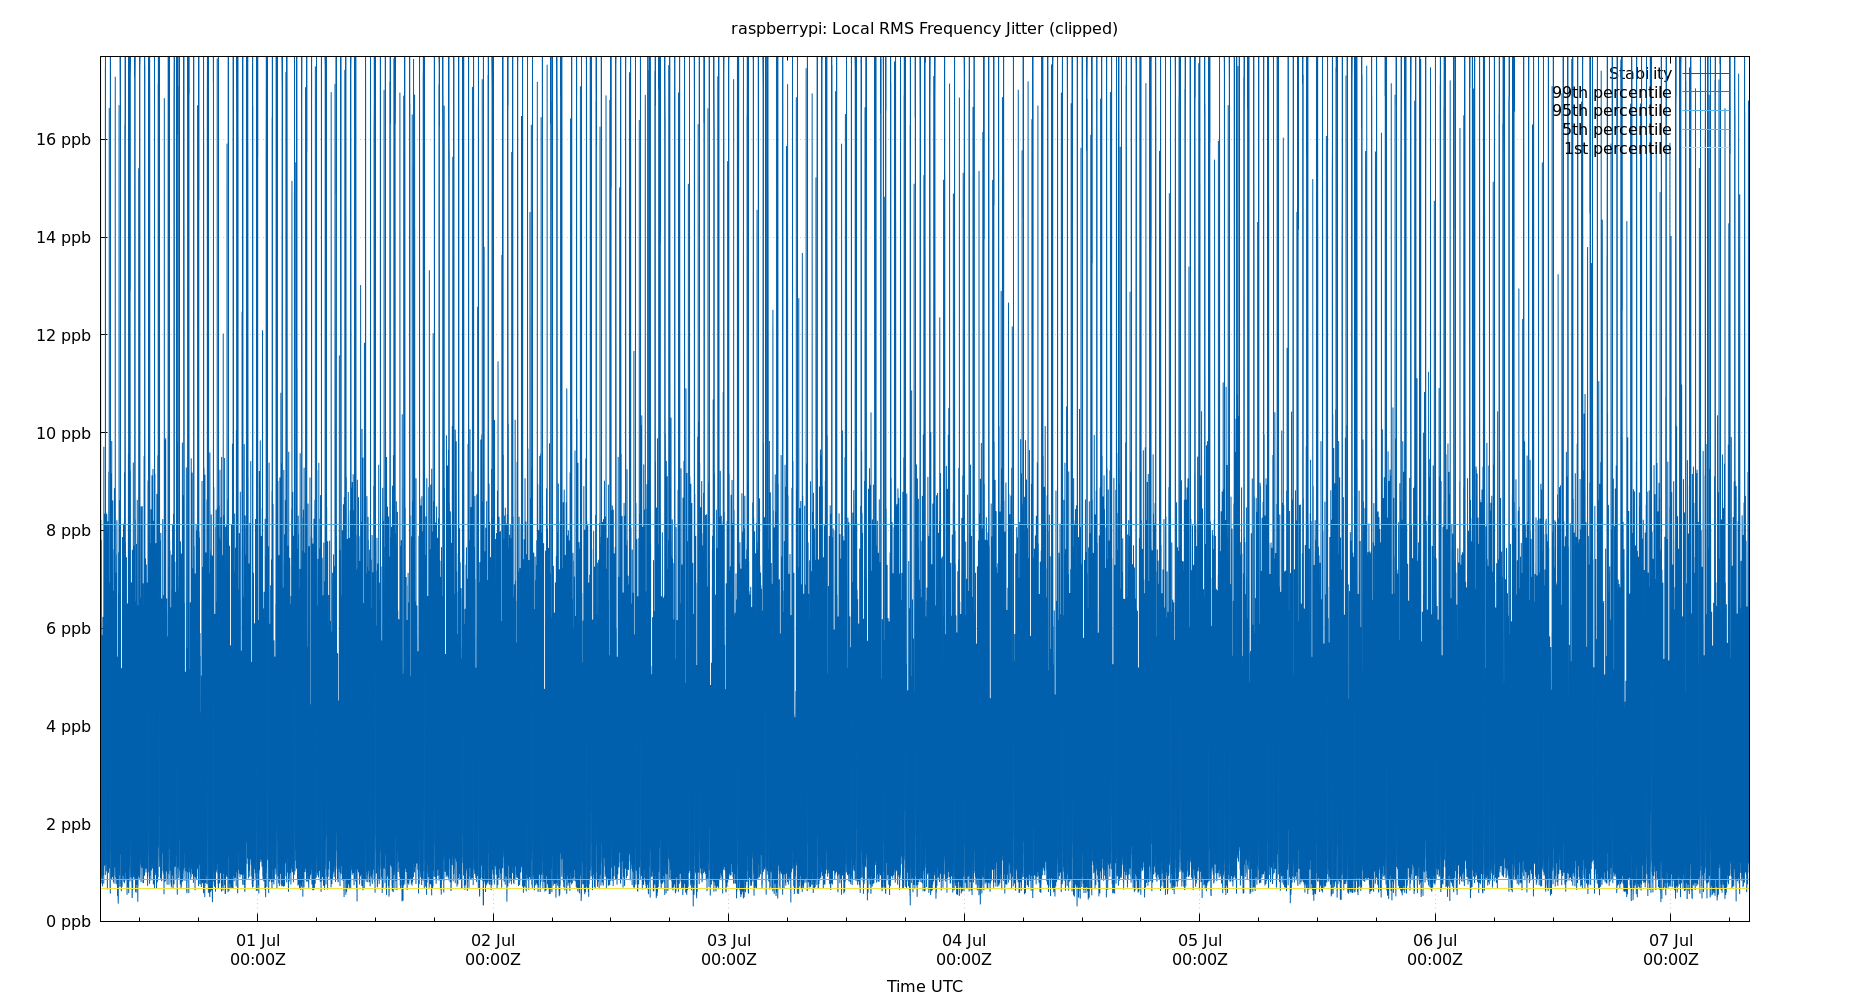 raspberrypi: Local RMS Frequency Jitter (clipped)
Stability
99th percentile
95th percentile
5th percentile
1st percentile
16 ppb
14 ppb
12 ppb
10 ppb
8 ppb
6 ppb
4 ppb
2 ppb
0 ppb
01 Jul 02 Jul 03 Jul 04 Jul 05 Jul 06 Jul 07 Jul
00:00Z 00:00Z 00:00Z 00:00Z 00:00Z 00:00Z 00:00Z
Time UTC